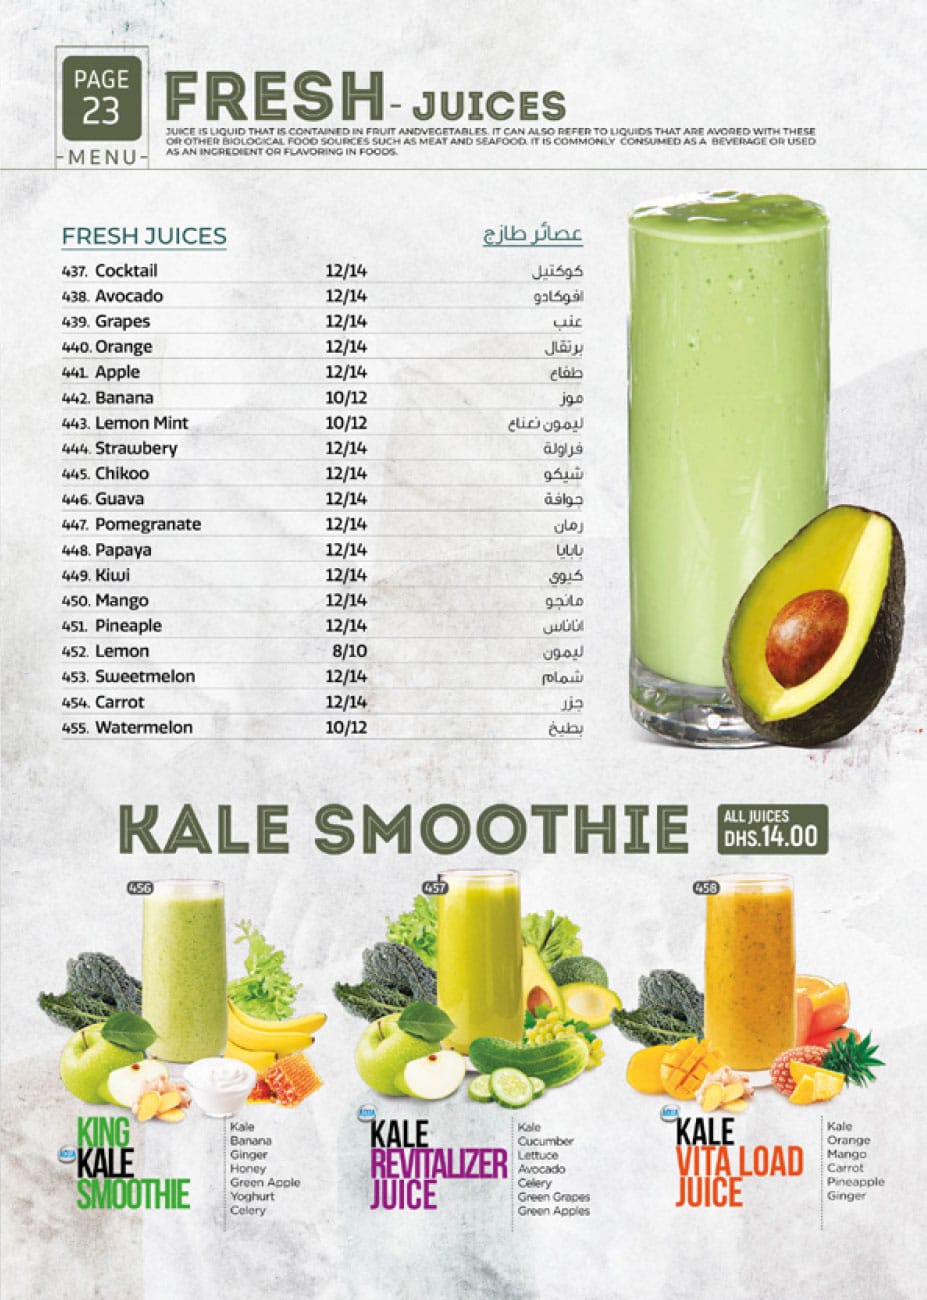 PAGE
23
-MENU-
FRESH - JUICES
JUICE IS LIQUID THAT IS CONTAINED IN FRUIT ANDVEGETABLES. IT CAN ALSO REFER TO LIQUIDS THAT ARE AVORED WITH THESE
OR OTHER BIOLOGICAL FOOD SOURCES SUCH AS MEAT AND SEAFOOD. IT IS COMMONLY CONSUMED AS A BEVERAGE OR USED
AS AN INGREDIENT OR FLAVORING IN FOODS.
FRESH JUICES عصائر طازج
437. Cocktail 12/14 كوكتيل
438. Avocado 12/14 افوكادو
439. Grapes 12/14 عنب
440. Orange 12/14 برتقال
441. Apple 12/14 طفاع
442. Banana 10/12 موز
443. Lemon Mint 10/12 ليمون نعناع
444. Strawbery 12/14 فراولة
445. Chikoo 12/14 شيكو
446. Guava 12/14 جوافة
447. Pomegranate 12/14 رمان
448. Papaya 12/14 بابايا
449. Kiwi 12/14 كيوي
450. Mango 12/14 مانجو
451. Pineaple 12/14 اناناس
452. Lemon 8/10 ليمون
453. Sweetmelon 12/14 شمام
454. Carrot 12/14 جزر
455. Watermelon 10/12 بطيخ
KALE SMOOTHIE
ALL JUICES
DHS.14.00
456
AQUA
KING
KALE
SMOOTHIE
Kale
Banana
Ginger
Honey
Green Apple
Yoghurt
Celery
457
AQUA
KALE
REVITALIZER
JUICE
Kale
Cucumber
Lettuce
Avocado
Celery
Green Grapes
Green Apples
458
AQUA
KALE
VITA LOAD
JUICE
Kale
Orange
Mango
Carrot
Pineapple
Ginger